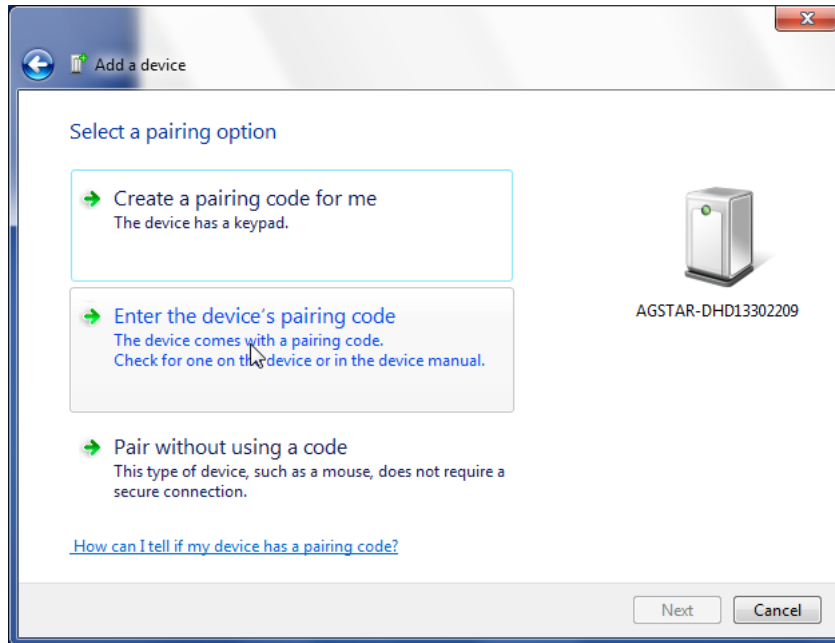 Add a device
Select a pairing option
Create a pairing code for me
The device has a keypad.
Enter the device's pairing code
The device comes with a pairing code.
Check for one on the device or in the device manual.
Pair without using a code
This type of device, such as a mouse, does not require a
secure connection.
How can I tell if my device has a pairing code?
AGSTAR-DHD13302209
Next
Cancel